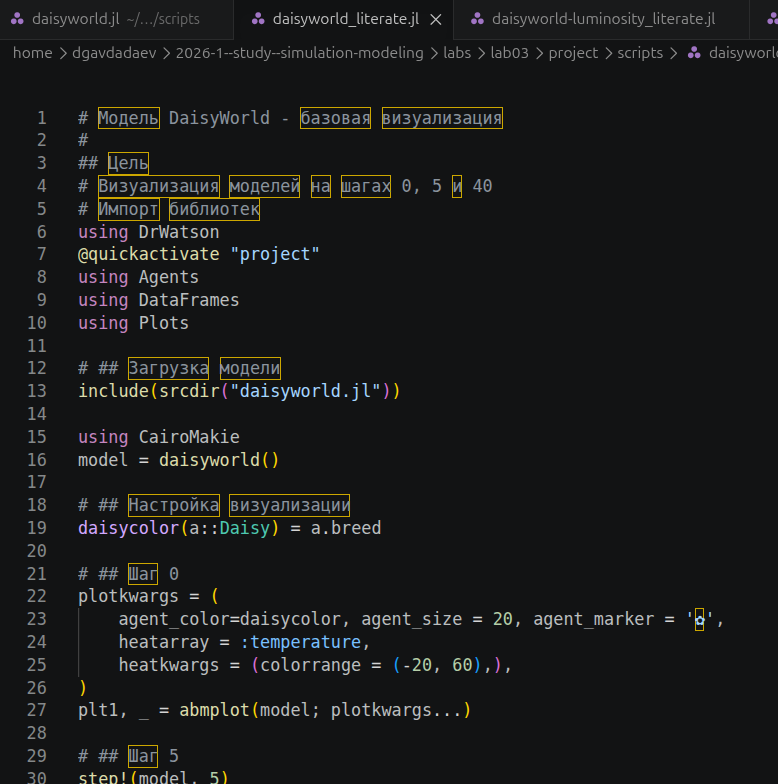 daisyworld.jl ~/.../scripts daisyworld_literate.jl daisyworld-luminosity_literate.jl
home > dgavdadaev > 2026-1--study--simulation-modeling > labs > lab03 > project > scripts >
1 # Модель DaisyWorld - базовая визуализация
2 #
3 ## Цель
4 # Визуализация моделей на шагах 0, 5 и 40
5 # Импорт библиотек
6 using DrWatson
7 @quickactivate "project"
8 using Agents
9 using DataFrames
10 using Plots
11
12 # ## Загрузка модели
13 include(srcdir("daisyworld.jl"))
14
15 using CairoMakie
16 model = daisyworld()
17
18 # ## Настройка визуализации
19 daisycolor(a::Daisy) = a.breed
20
21 # ## Шаг 0
22 plotkwargs = (
23 agent_color=daisycolor, agent_size = 20, agent_marker = '✿',
24 heatarray = :temperature,
25 heatkwargs = (colorrange = (-20, 60),),
26 )
27 plt1, _ = abmplot(model; plotkwargs...)
28
29 # ## Шаг 5
30 step!(model, 5)